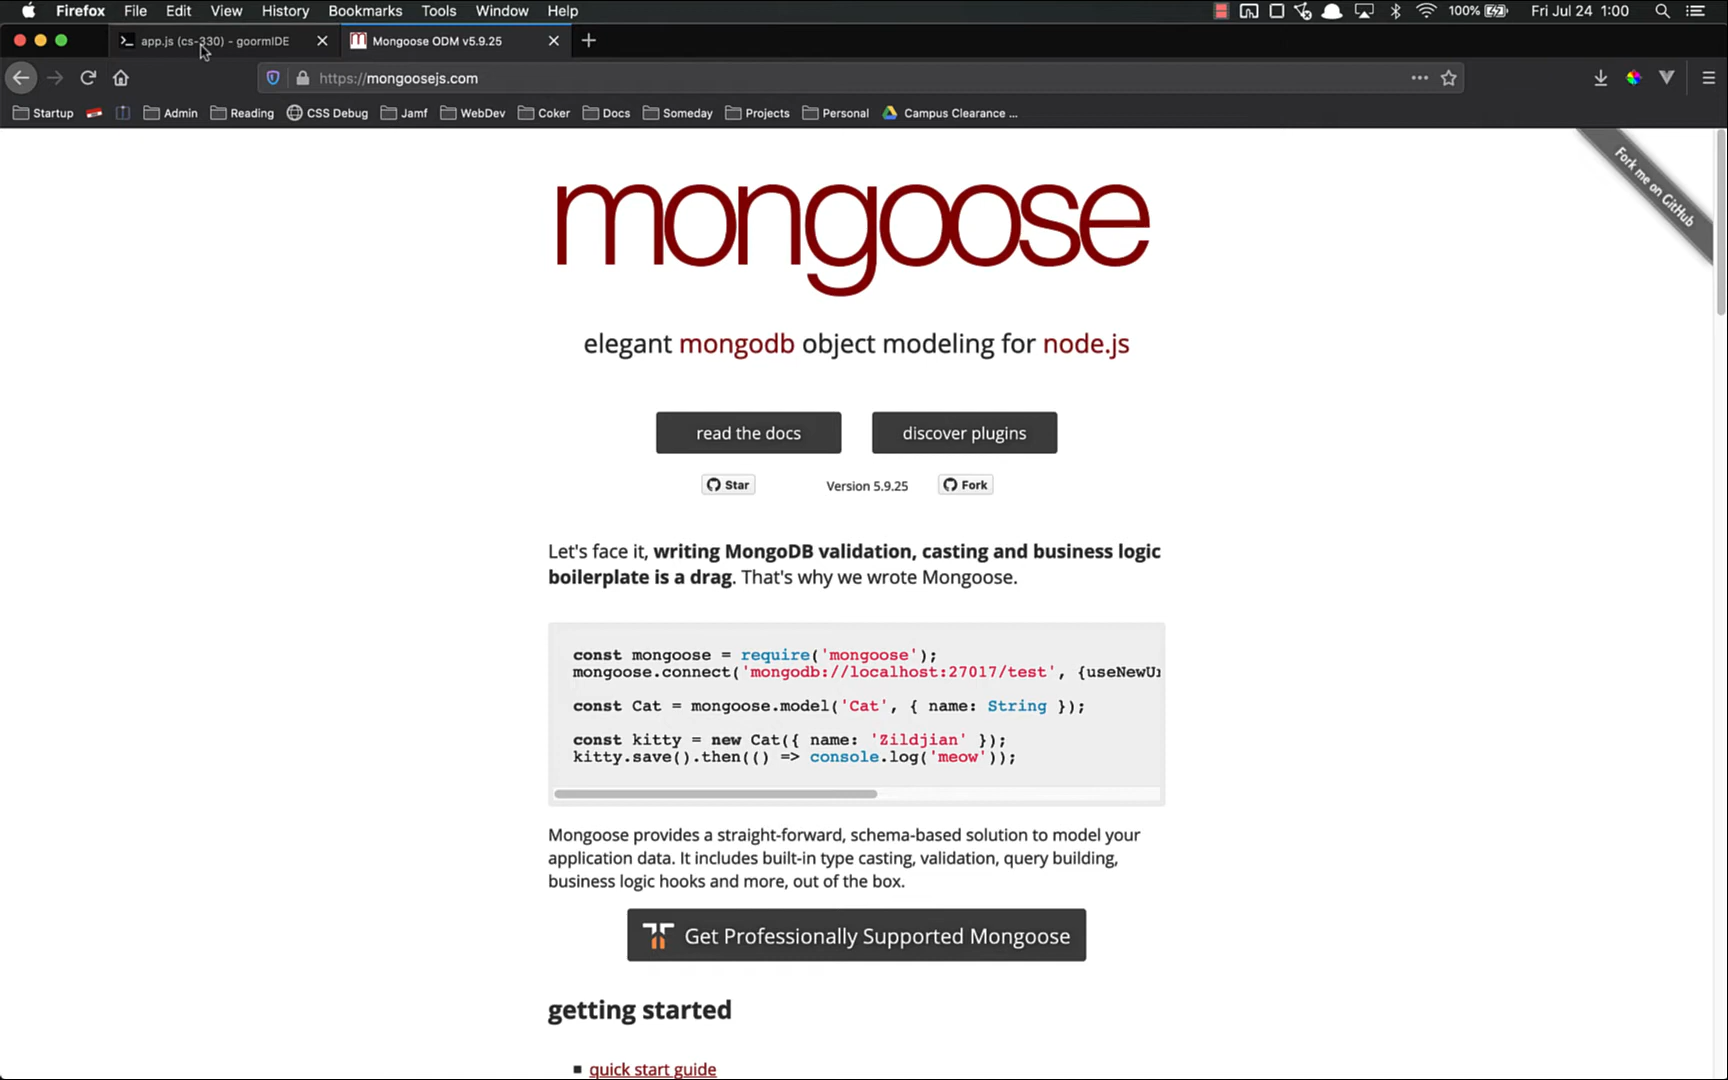 Firefox File Edit View History Bookmarks Tools Window Help 100% Fri Jul 24 1:00
app.js (cs-330) - goormIDE Mongoose ODM v5.9.25
https://mongoosejs.com
Startup Admin Reading CSS Debug Jamf WebDev Coker Docs Someday Projects Personal Campus Clearance ...
Fork me on GitHub
mongoose
elegant mongodb object modeling for node.js
read the docs discover plugins
Star Version 5.9.25 Fork
Let's face it, writing MongoDB validation, casting and business logic
boilerplate is a drag. That's why we wrote Mongoose.
const mongoose = require('mongoose');
mongoose.connect('mongodb://localhost:27017/test', {useNewUr
const Cat = mongoose.model('Cat', { name: String });
const kitty = new Cat({ name: 'Zildjian' });
kitty.save().then(() => console.log('meow'));
Mongoose provides a straight-forward, schema-based solution to model your
application data. It includes built-in type casting, validation, query building,
business logic hooks and more, out of the box.
Get Professionally Supported Mongoose
getting started
quick start guide